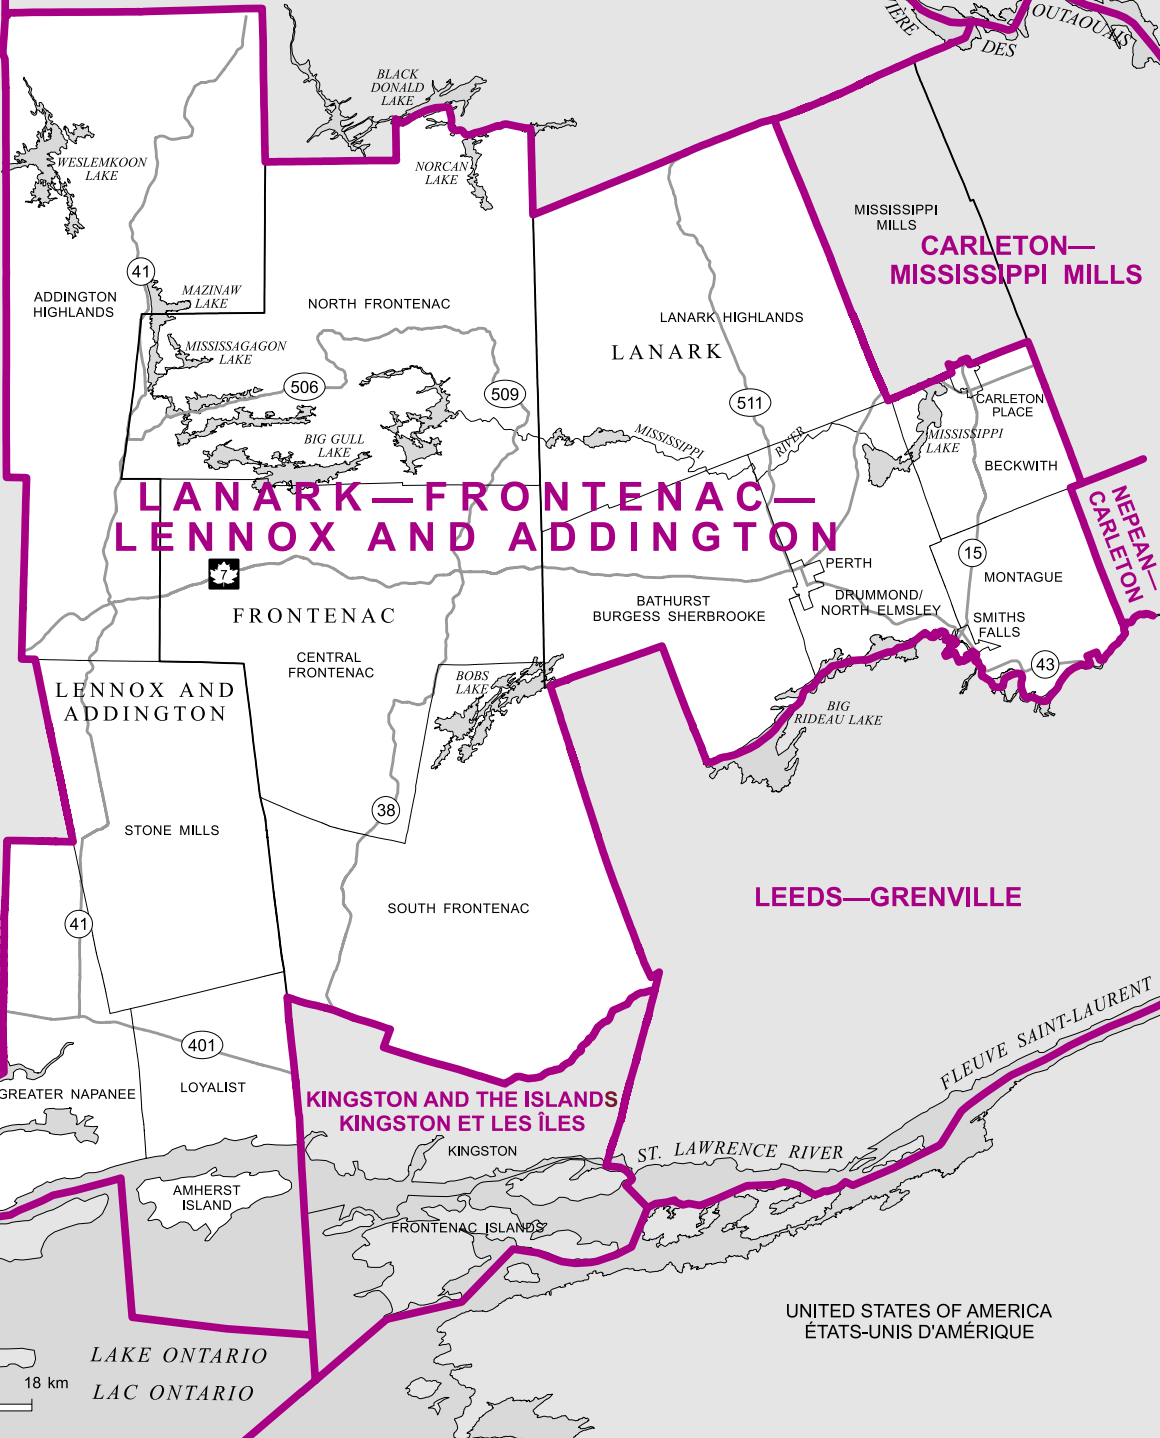 RIVIÈRE
DES
OUTAOUAIS
BLACK
DONALD
LAKE
WESLEMKOON
LAKE
NORCAN
LAKE
MISSISSIPPI
MILLS
CARLETON—
MISSISSIPPI MILLS
41
MAZINAW
LAKE
ADDINGTON
HIGHLANDS
NORTH FRONTENAC
LANARK HIGHLANDS
MISSISSAGAGON
LAKE
LANARK
506
509
511
CARLETON
PLACE
BIG GULL
LAKE
MISSISSIPPI
RIVER
MISSISSIPPI
LAKE
BECKWITH
LANARK—FRONTENAC—
LENNOX AND ADDINGTON
NEPEAN—
CARLETON
15
7
PERTH
MONTAGUE
DRUMMOND/
NORTH ELMSLEY
BATHURST
BURGESS SHERBROOKE
FRONTENAC
SMITHS
FALLS
CENTRAL
FRONTENAC
43
BOBS
LAKE
LENNOX AND
ADDINGTON
BIG
RIDEAU LAKE
38
STONE MILLS
LEEDS—GRENVILLE
SOUTH FRONTENAC
41
FLEUVE SAINT-LAURENT
401
LOYALIST
GREATER NAPANEE
KINGSTON AND THE ISLANDS
KINGSTON ET LES ÎLES
KINGSTON
ST. LAWRENCE RIVER
AMHERST
ISLAND
FRONTENAC ISLANDS
UNITED STATES OF AMERICA
ÉTATS-UNIS D'AMÉRIQUE
LAKE ONTARIO
18 km
LAC ONTARIO